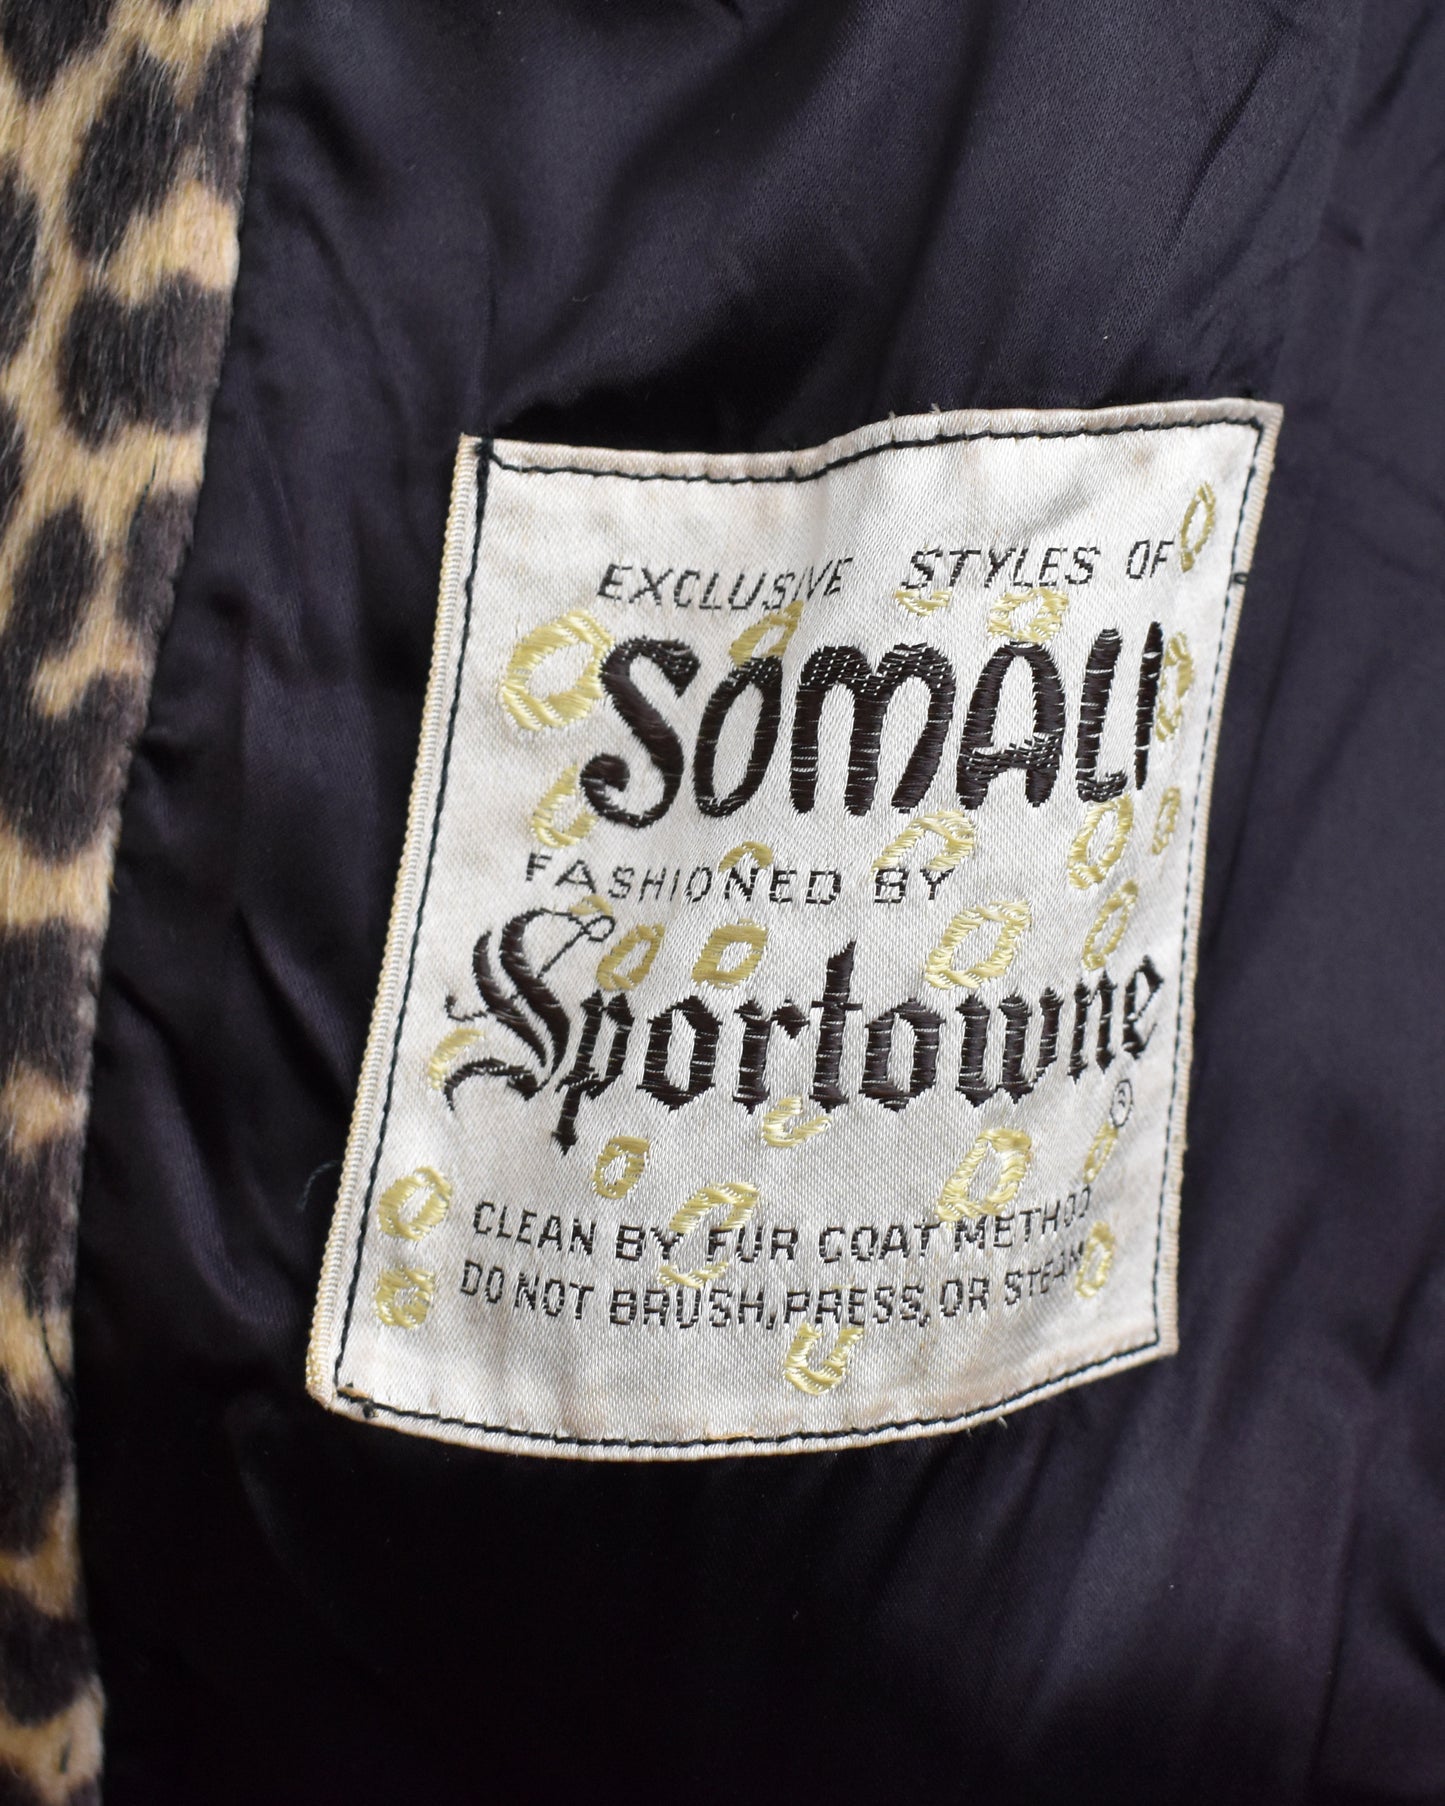 EXCLUSIVE STYLES OF
SOMALI
FASHIONED BY
Sportowne
®
CLEAN BY FUR COAT METHOD
DO NOT BRUSH, PRESS, OR STEAM